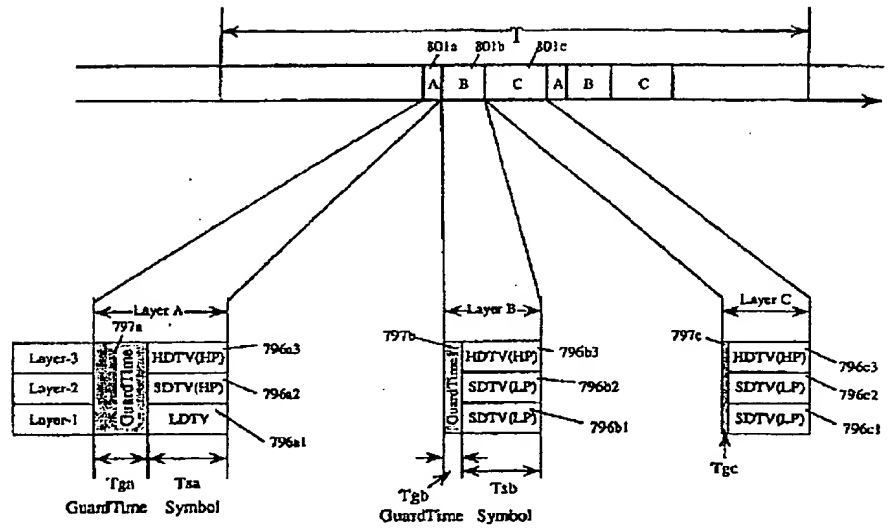 T
801a 801b 801c
A B C A B C
Layer A Layer B Layer C
797a 797b 797c
Layer-3 GuardTime HDTV(HP) 796a3 GuardTime HDTV(HP) 796b3 HDTV(HP) 796c3
Layer-2 SDTV(HP) 796a2 SDTV(LP) 796b2 SDTV(LP) 796c2
Layer-1 LDTV 796a1 SDTV(LP) 796b1 SDTV(LP) 796c1
Tga Tsa Tgb Tsb Tgc
GuardTime Symbol GuardTime Symbol